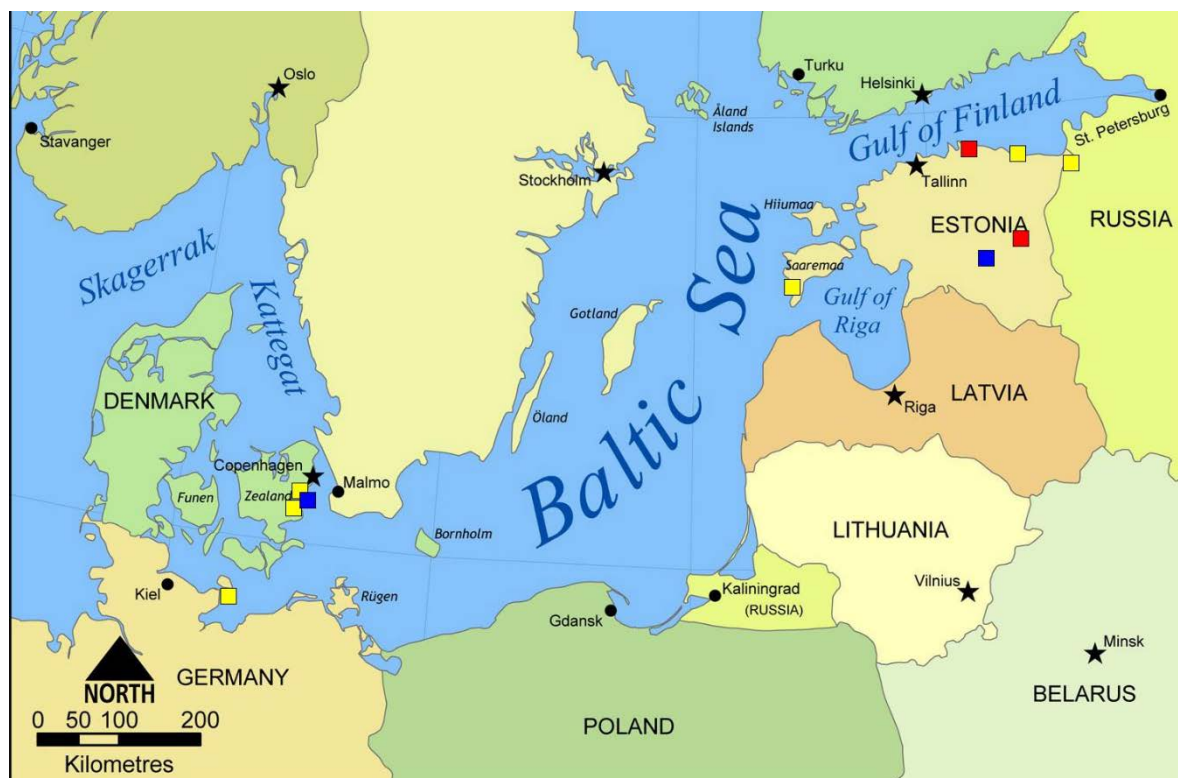 Oslo
Stavanger
Turku
Helsinki
Åland
Islands
Gulf of Finland
St. Petersburg
Stockholm
Tallinn
Hiiumaa
ESTONIA
RUSSIA
Skagerrak
Kattegat
Saaremaa
Gulf of
Riga
Gotland
Baltic Sea
DENMARK
Öland
LATVIA
Riga
Copenhagen
Malmo
Funen
Zealand
Bornholm
LITHUANIA
Vilnius
Kiel
Rügen
Kaliningrad
(RUSSIA)
Gdansk
Minsk
GERMANY
BELARUS
POLAND
NORTH
0 50 100 200
Kilometres